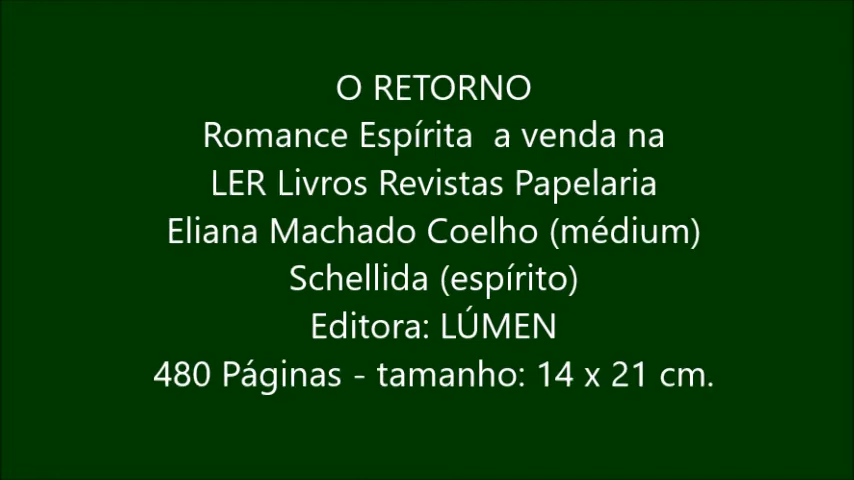 O RETORNO
Romance Espírita a venda na
LER Livros Revistas Papelaria
Eliana Machado Coelho (médium)
Schellida (espírito)
Editora: LÚMEN
480 Páginas - tamanho: 14 x 21 cm.